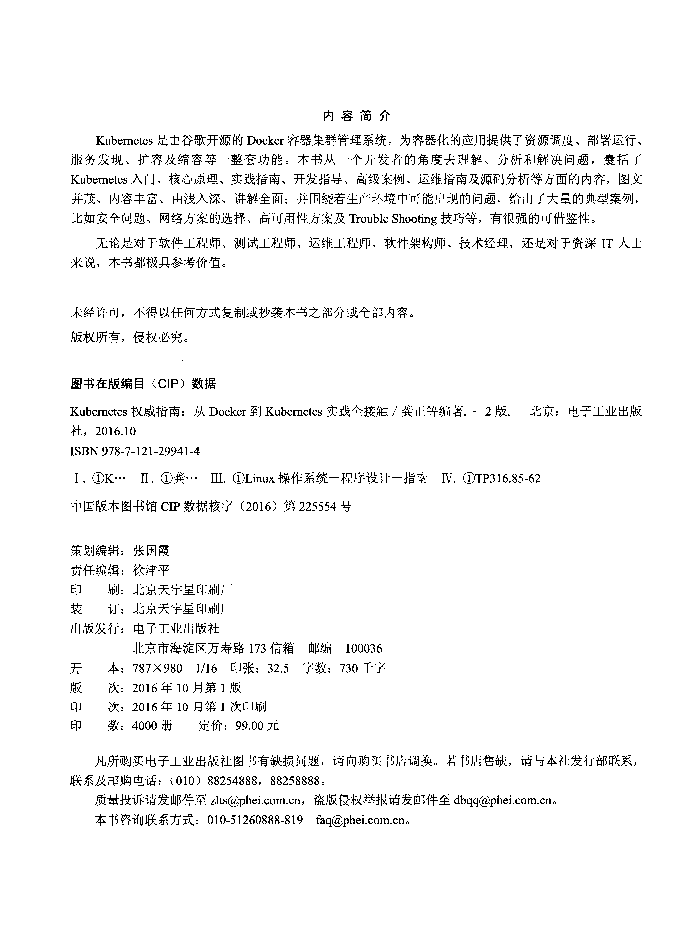 内 容 简 介
Kubernetes 是由谷歌开源的 Docker 容器集群管理系统，为容器化的应用提供了资源调度、部署运行、
服务发现、扩容及缩容等一整套功能。本书从一个开发者的角度去理解、分析和解决问题，囊括了
Kubernetes 入门、核心原理、实践指南、开发指导、高级案例、运维指南及源码分析等方面的内容，图文
并茂、内容丰富、由浅入深、讲解全面；并围绕着生产环境中可能出现的问题，给出了大量的典型案例，
比如安全问题、网络方案的选择、高可用性方案及 Trouble Shooting 技巧等，有很强的可借鉴性。
无论是对于软件工程师、测试工程师、运维工程师、软件架构师、技术经理，还是对于资深 IT 人士
来说，本书都极具参考价值。
未经许可，不得以任何方式复制或抄袭本书之部分或全部内容。
版权所有，侵权必究。
图书在版编目（CIP）数据
Kubernetes 权威指南：从 Docker 到 Kubernetes 实践全接触 / 龚正等编著. - 2 版. 北京：电子工业出版
社，2016.10
ISBN 978-7-121-29941-4
Ⅰ. ①K… Ⅱ. ①龚… Ⅲ. ①Linux 操作系统－程序设计－指南 Ⅳ. ①TP316.85-62
中国版本图书馆 CIP 数据核字（2016）第 225554 号
策划编辑：张国霞
责任编辑：徐津平
印 刷：北京天宇星印刷厂
装 订：北京天宇星印刷厂
出版发行：电子工业出版社
北京市海淀区万寿路 173 信箱 邮编 100036
开 本：787×980 1/16 印张：32.5 字数：730 千字
版 次：2016 年 10 月第 1 版
印 次：2016 年 10 月第 1 次印刷
印 数：4000 册 定价：99.00 元
凡所购买电子工业出版社图书有缺损问题，请向购买书店调换。若书店售缺，请与本社发行部联系，
联系及邮购电话：（010）88254888，88258888。
质量投诉请发邮件至 zlts@phei.com.cn，盗版侵权举报请发邮件至 dbqq@phei.com.cn。
本书咨询联系方式：010-51260888-819 faq@phei.com.cn。